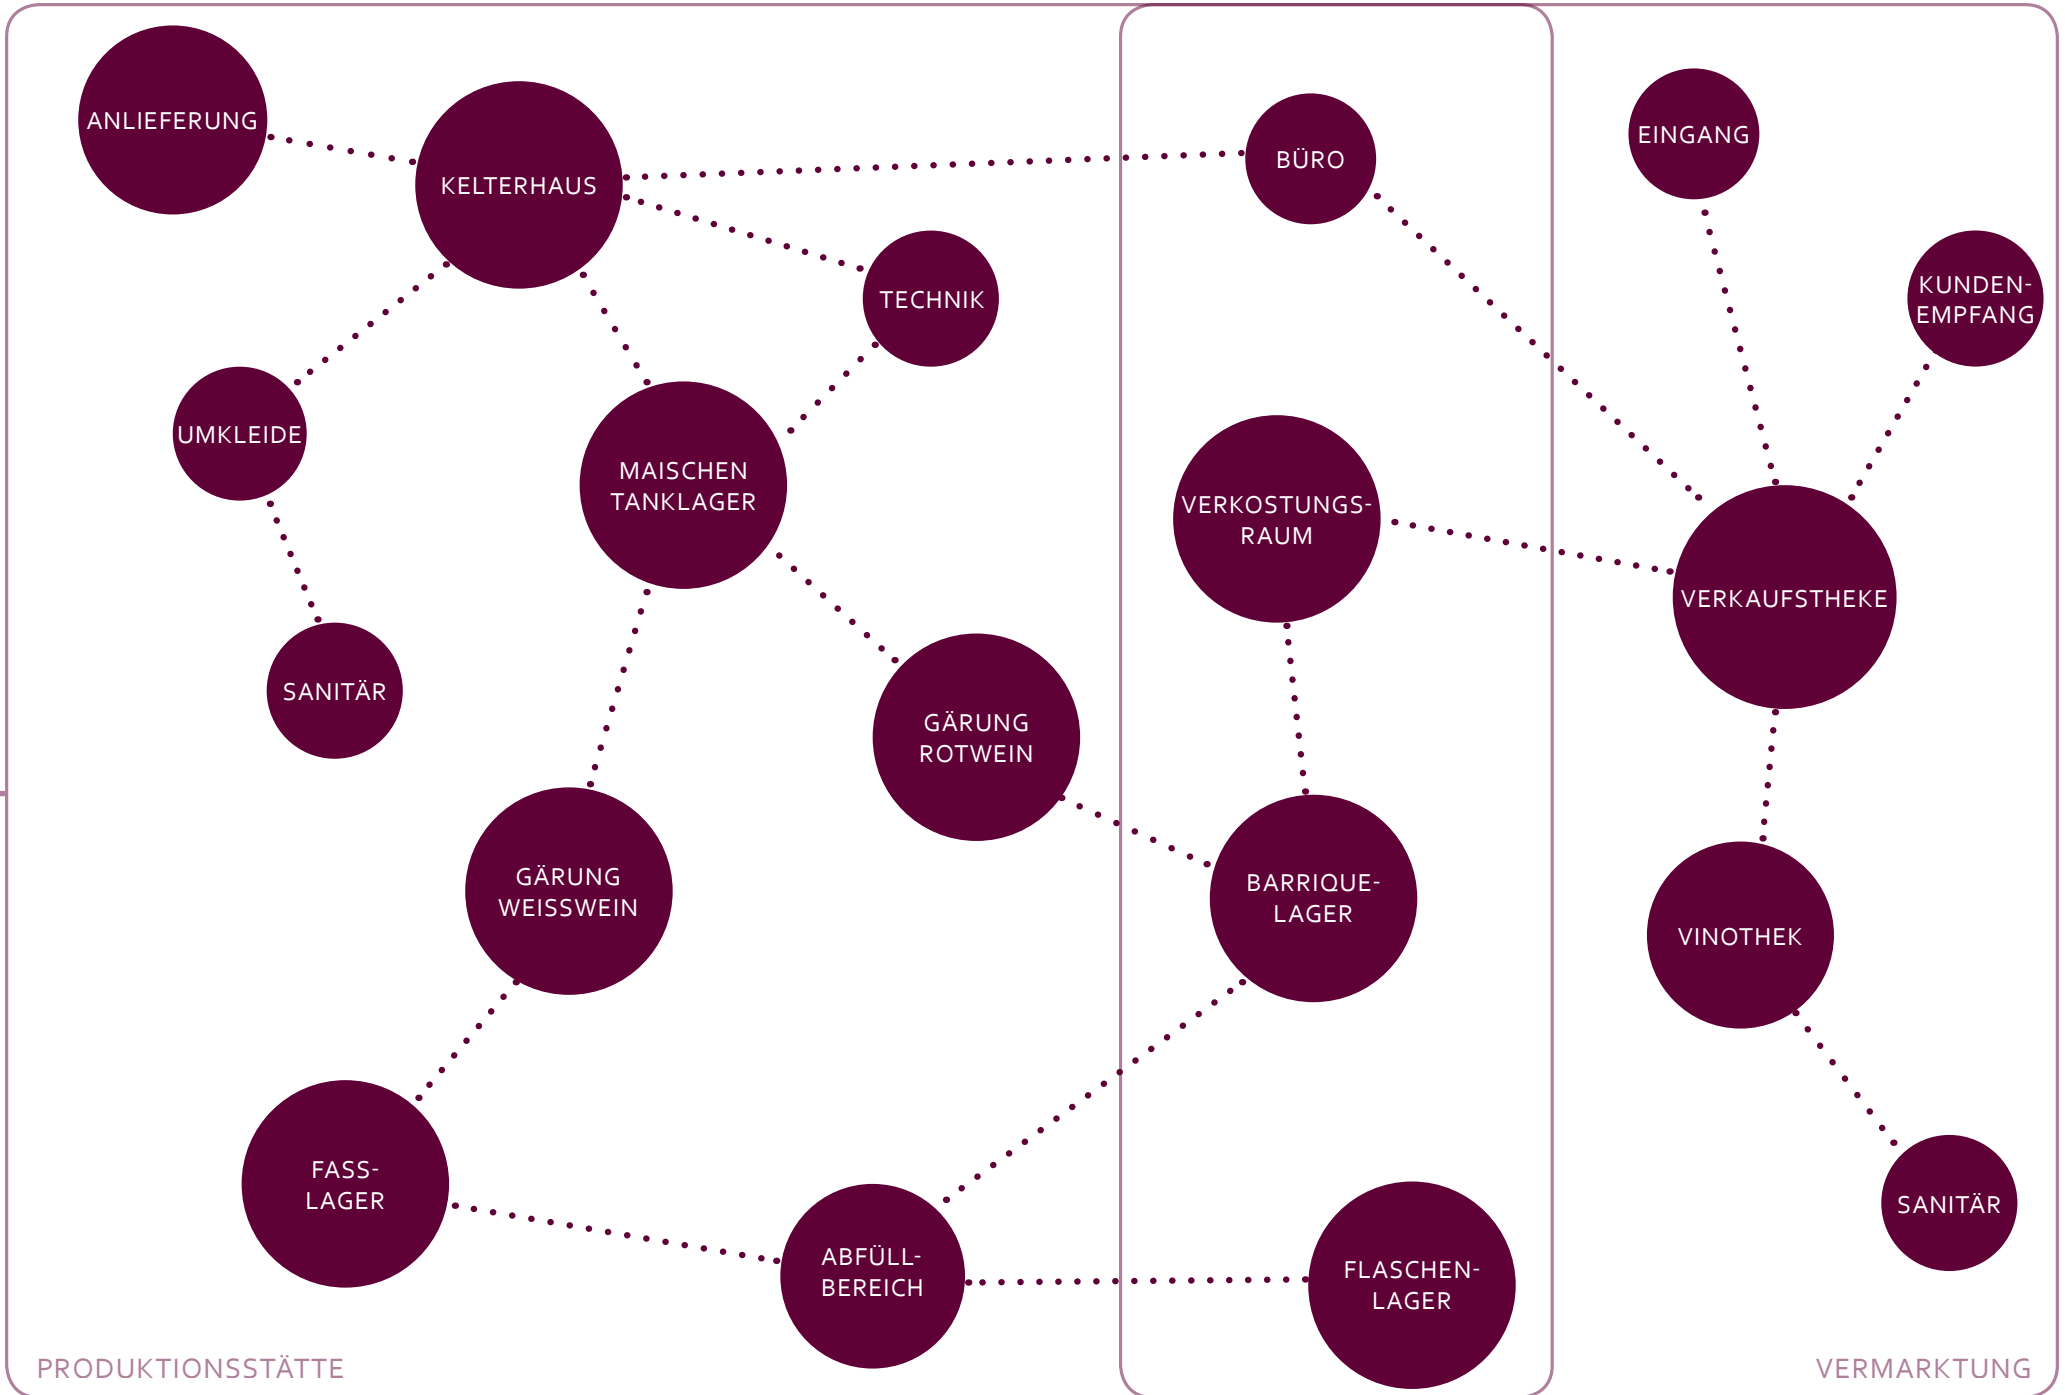 ANLIEFERUNG
KELTERHAUS
BÜRO
EINGANG
TECHNIK
KUNDEN-
EMPFANG
UMKLEIDE
MAISCHEN
TANKLAGER
VERKOSTUNGS-
RAUM
VERKAUFSTHEKE
SANITÄR
GÄRUNG
ROTWEIN
GÄRUNG
WEISSWEIN
BARRIQUE-
LAGER
VINOTHEK
FASS-
LAGER
ABFÜLL-
BEREICH
FLASCHEN-
LAGER
SANITÄR
PRODUKTIONSSTÄTTE
VERMARKTUNG